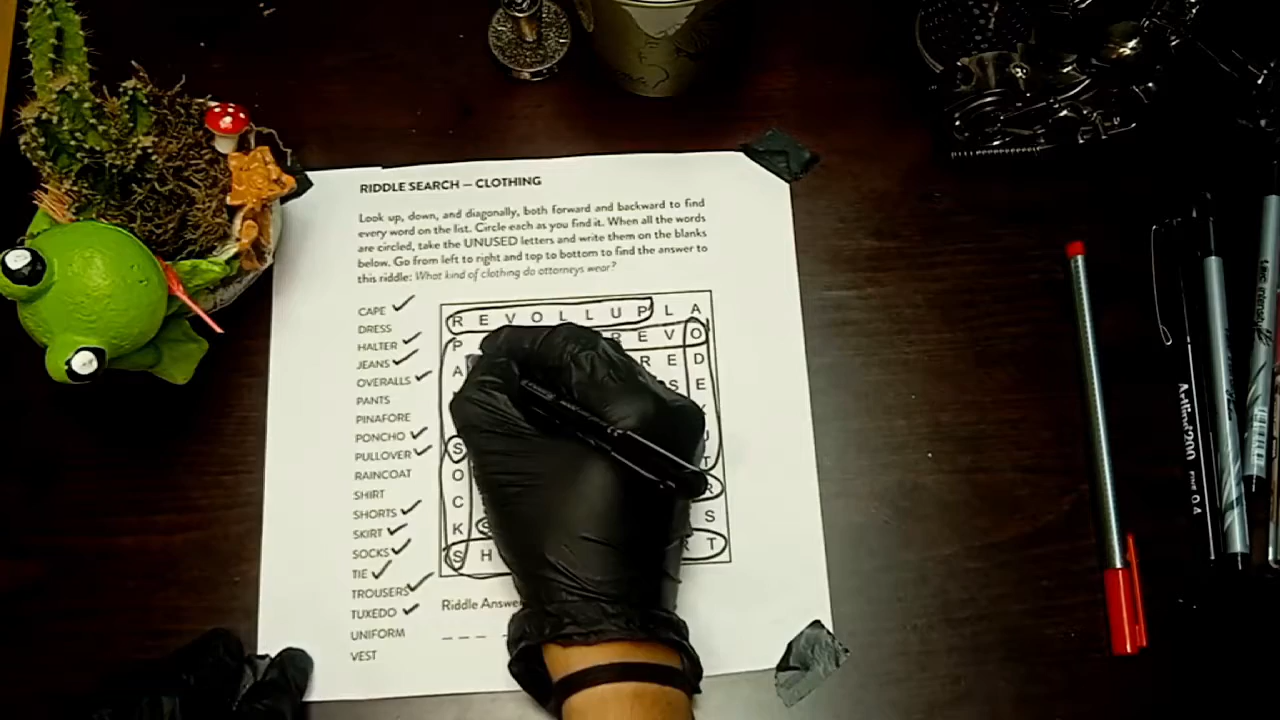 RIDDLE SEARCH — CLOTHING
Look up, down, and diagonally, both forward and backward to find
every word on the list. Circle each as you find it. When all the words
are circled, take the UNUSED letters and write them on the blanks
below. Go from left to right and top to bottom to find the answer to
this riddle: What kind of clothing do attorneys wear?
CAPE
DRESS
HALTER
JEANS
OVERALLS
PANTS
PINAFORE
PONCHO
PULLOVER
RAINCOAT
SHIRT
SHORTS
SKIRT
SOCKS
TIE
TROUSERS
TUXEDO
UNIFORM
VEST
R E V O L L U P L A
P R E V O
A R E D
S E
S
O
C
K S
S H R T
Riddle
Artline 200